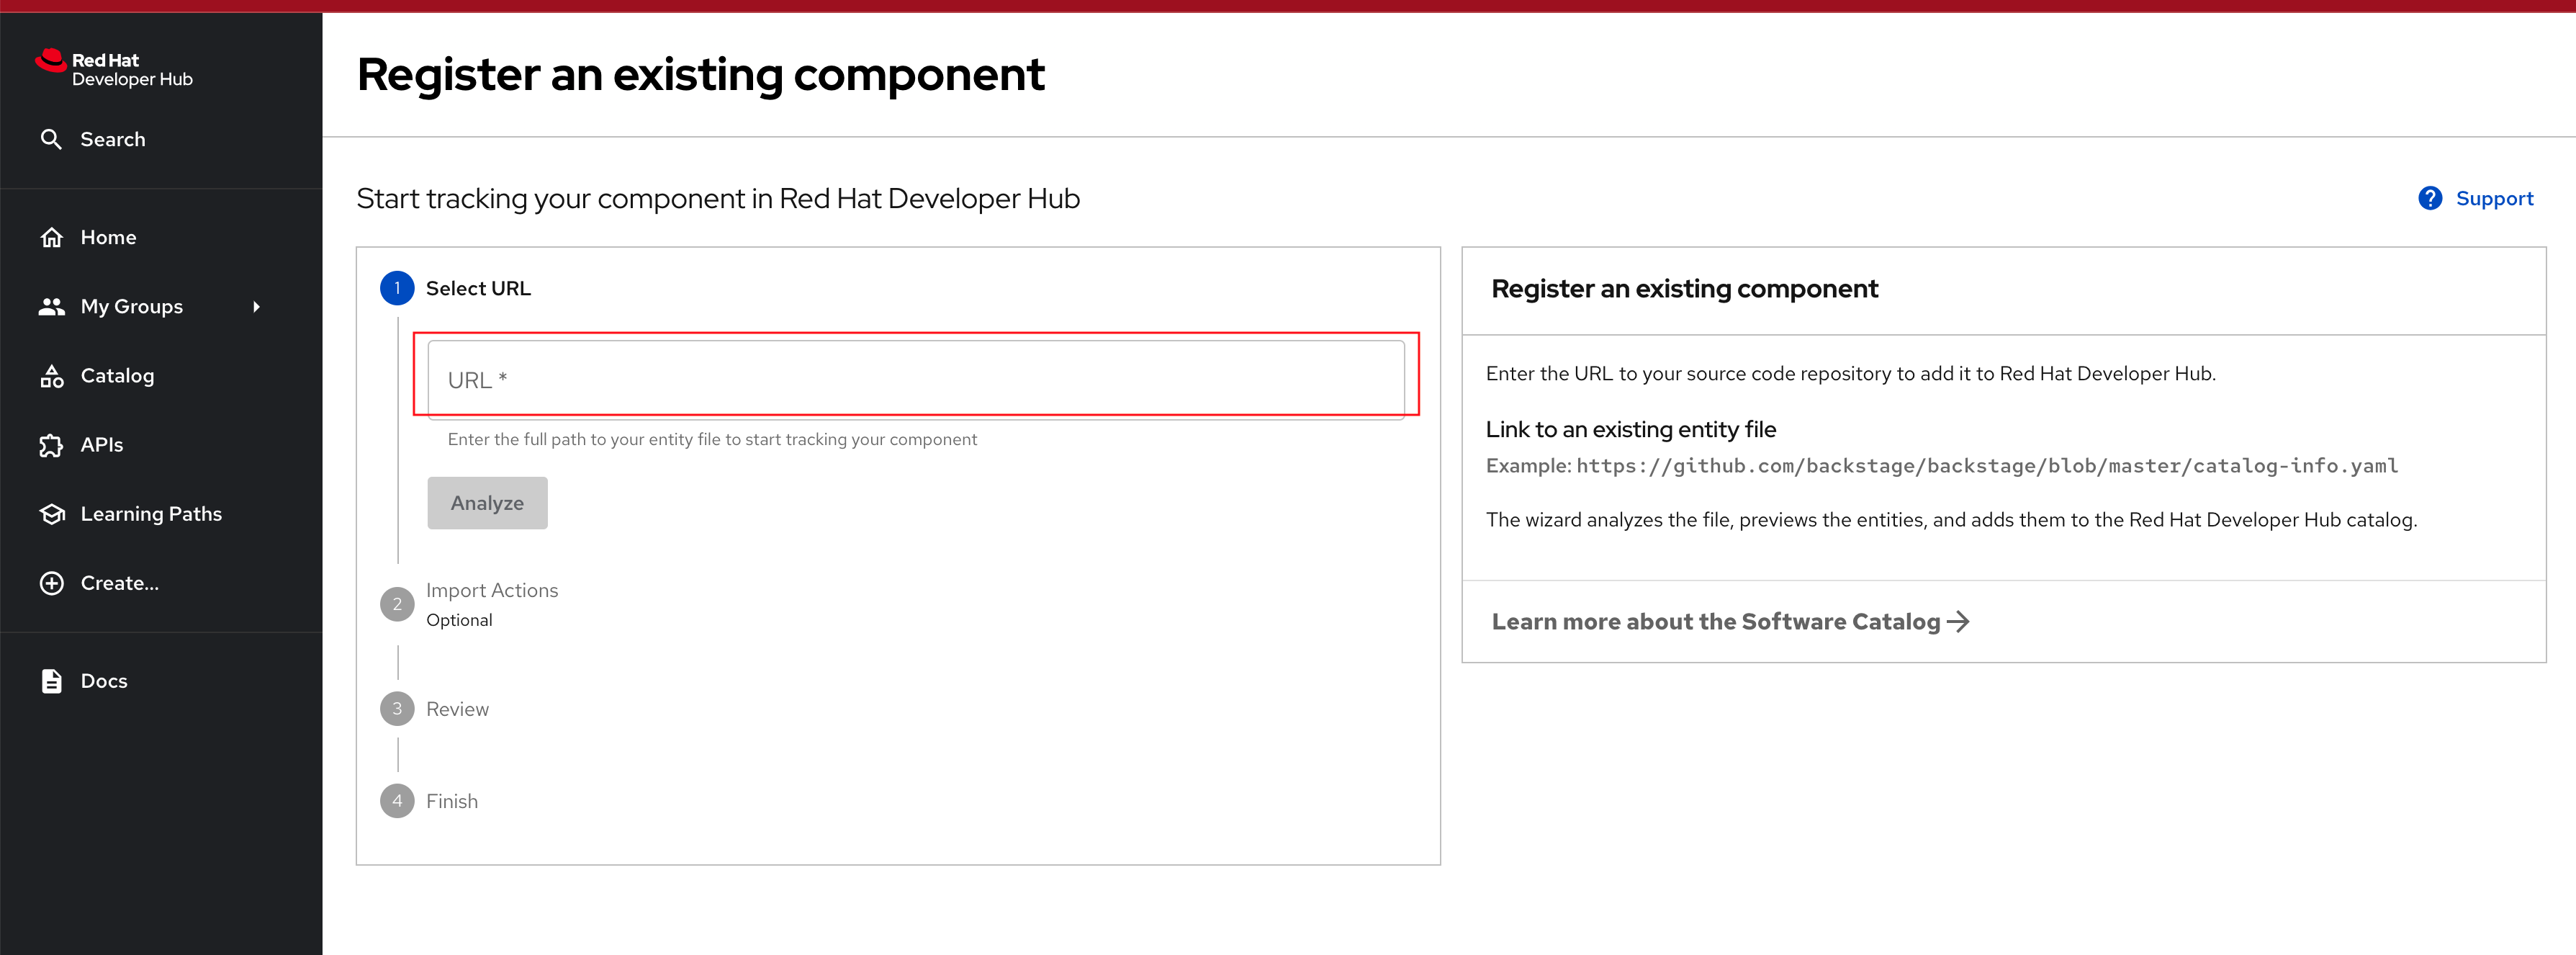 Red Hat
Developer Hub
Search
Home
My Groups
Catalog
APIs
Learning Paths
Create...
Docs
Register an existing component
Start tracking your component in Red Hat Developer Hub
Support
1 Select URL
URL *
Enter the full path to your entity file to start tracking your component
Analyze
2 Import Actions
Optional
3 Review
4 Finish
Register an existing component
Enter the URL to your source code repository to add it to Red Hat Developer Hub.
Link to an existing entity file
Example: https://github.com/backstage/backstage/blob/master/catalog-info.yaml
The wizard analyzes the file, previews the entities, and adds them to the Red Hat Developer Hub catalog.
Learn more about the Software Catalog